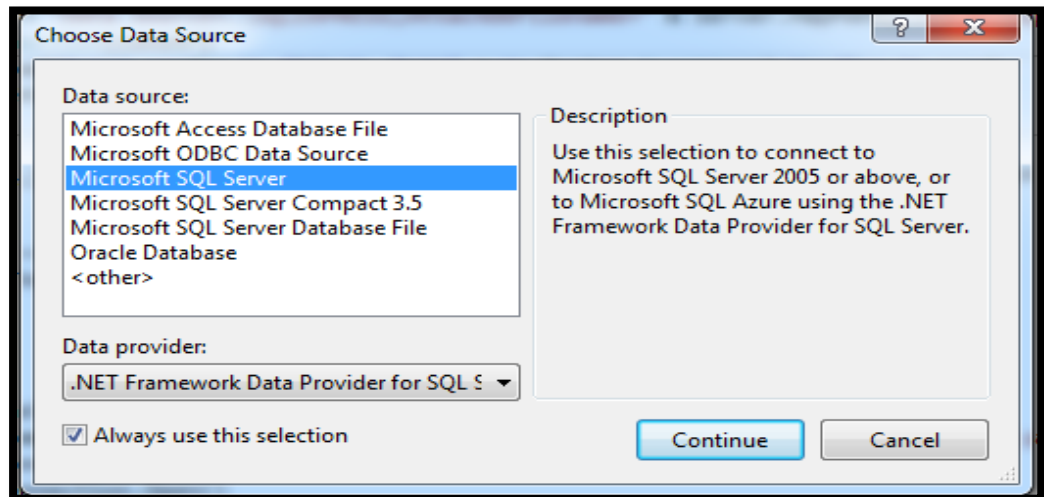 Choose Data Source
Data source:
Microsoft Access Database File
Microsoft ODBC Data Source
Microsoft SQL Server
Microsoft SQL Server Compact 3.5
Microsoft SQL Server Database File
Oracle Database
<other>
Description
Use this selection to connect to
Microsoft SQL Server 2005 or above, or
to Microsoft SQL Azure using the .NET
Framework Data Provider for SQL Server.
Data provider:
.NET Framework Data Provider for SQL S
Always use this selection
Continue
Cancel